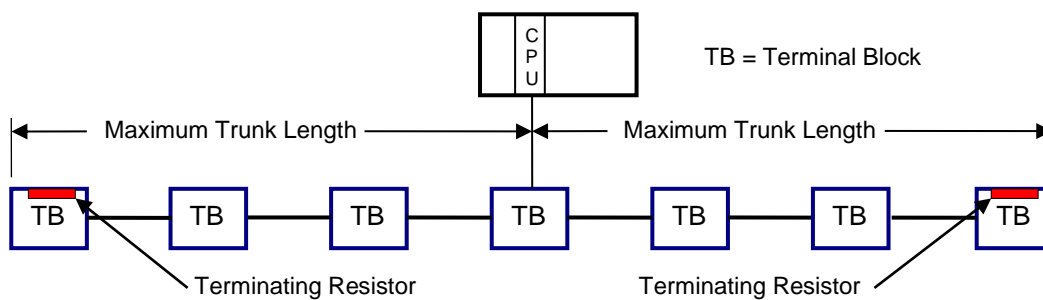 C
P
U
TB = Terminal Block
Maximum Trunk Length
Maximum Trunk Length
TB
TB
TB
TB
TB
TB
TB
Terminating Resistor
Terminating Resistor